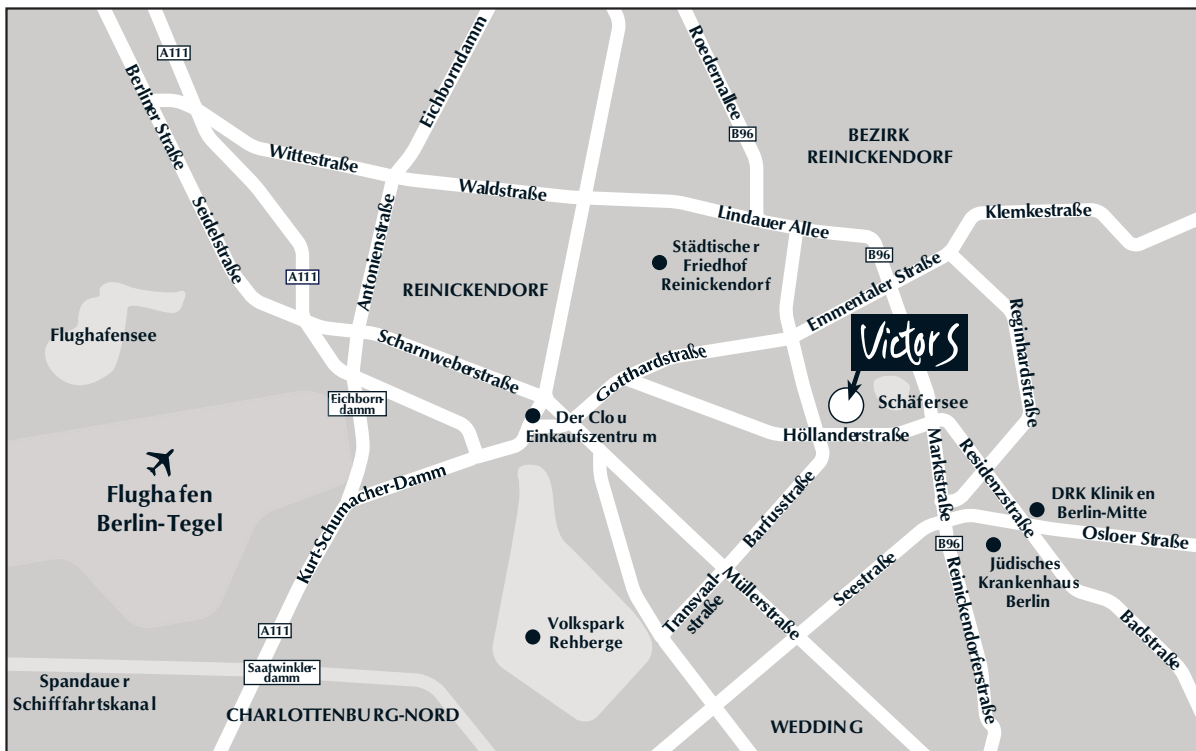 A111
Berliner Straße
Eichborndamm
Roedernallee
B96
BEZIRK
REINICKENDORF
Wittestraße
Waldstraße
Lindauer Allee
Klemkestraße
Seidelstraße
A111
Antonienstraße
REINICKENDORF
Städtischer
Friedhof
Reinickendorf
B96
Emmentaler Straße
Reginhardstraße
Flughafensee
Scharnweberstraße
Gotthardstraße
Victor's
Schäfersee
Eichborn-
damm
Der Clou
Einkaufszentrum
Höllanderstraße
Marktstraße
Residenzstraße
Flughafen
Berlin-Tegel
Kurt-Schumacher-Damm
Barfusstraße
DRK Kliniken
Berlin-Mitte
Osloer Straße
B96
Jüdisches
Krankenhaus
Berlin
Transvaal-
straße
Müllerstraße
Seestraße
Reinickendorferstraße
Badstraße
Volkspark
Rehberge
A111
Saatwinkler-
damm
Spandauer
Schifffahrtskanal
CHARLOTTENBURG-NORD
WEDDING